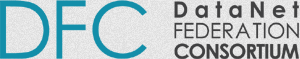 DFC
DataNet
FEDERATION
CONSORTIUM